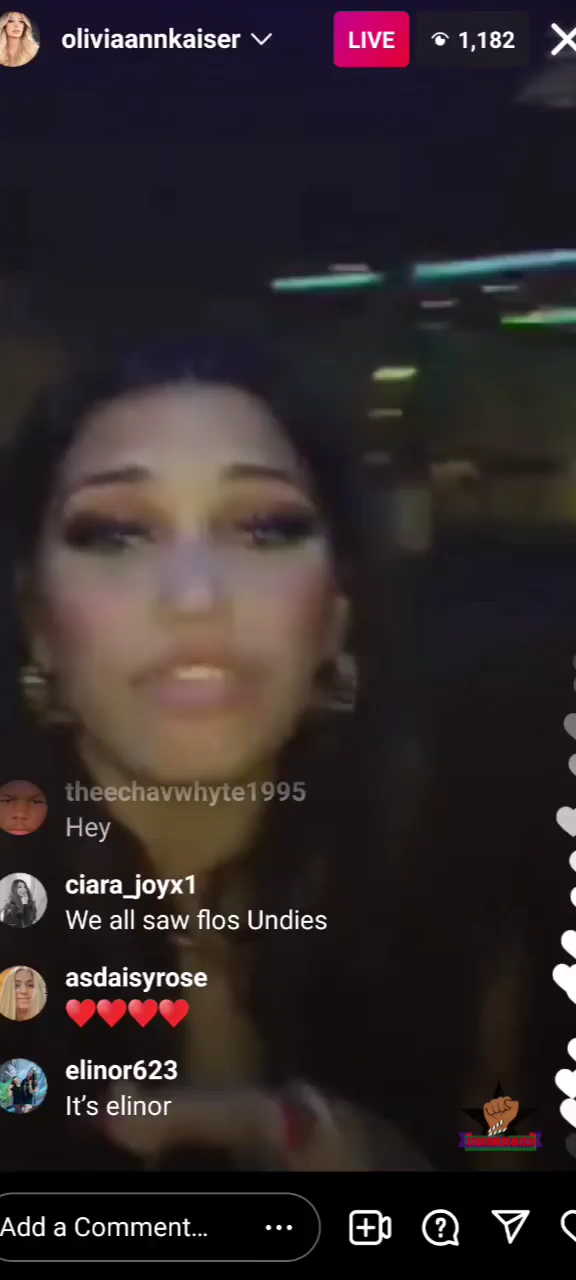 oliviaannkaiser
LIVE
1,182
theechavwhyte1995
Hey
ciara_joyx1
We all saw flos Undies
asdaisyrose
elinor623
It's elinor
Add a Comment...